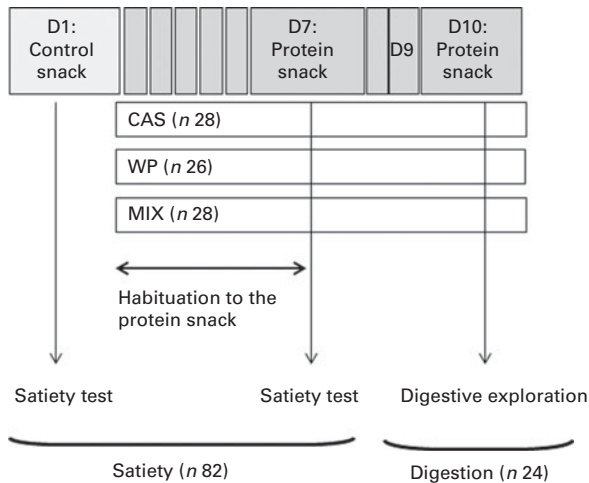 D1:
Control
snack
D7:
Protein
snack
D9
D10:
Protein
snack
CAS (n 28)
WP (n 26)
MIX (n 28)
Habituation to the
protein snack
Satiety test
Satiety test
Digestive exploration
Satiety (n 82)
Digestion (n 24)